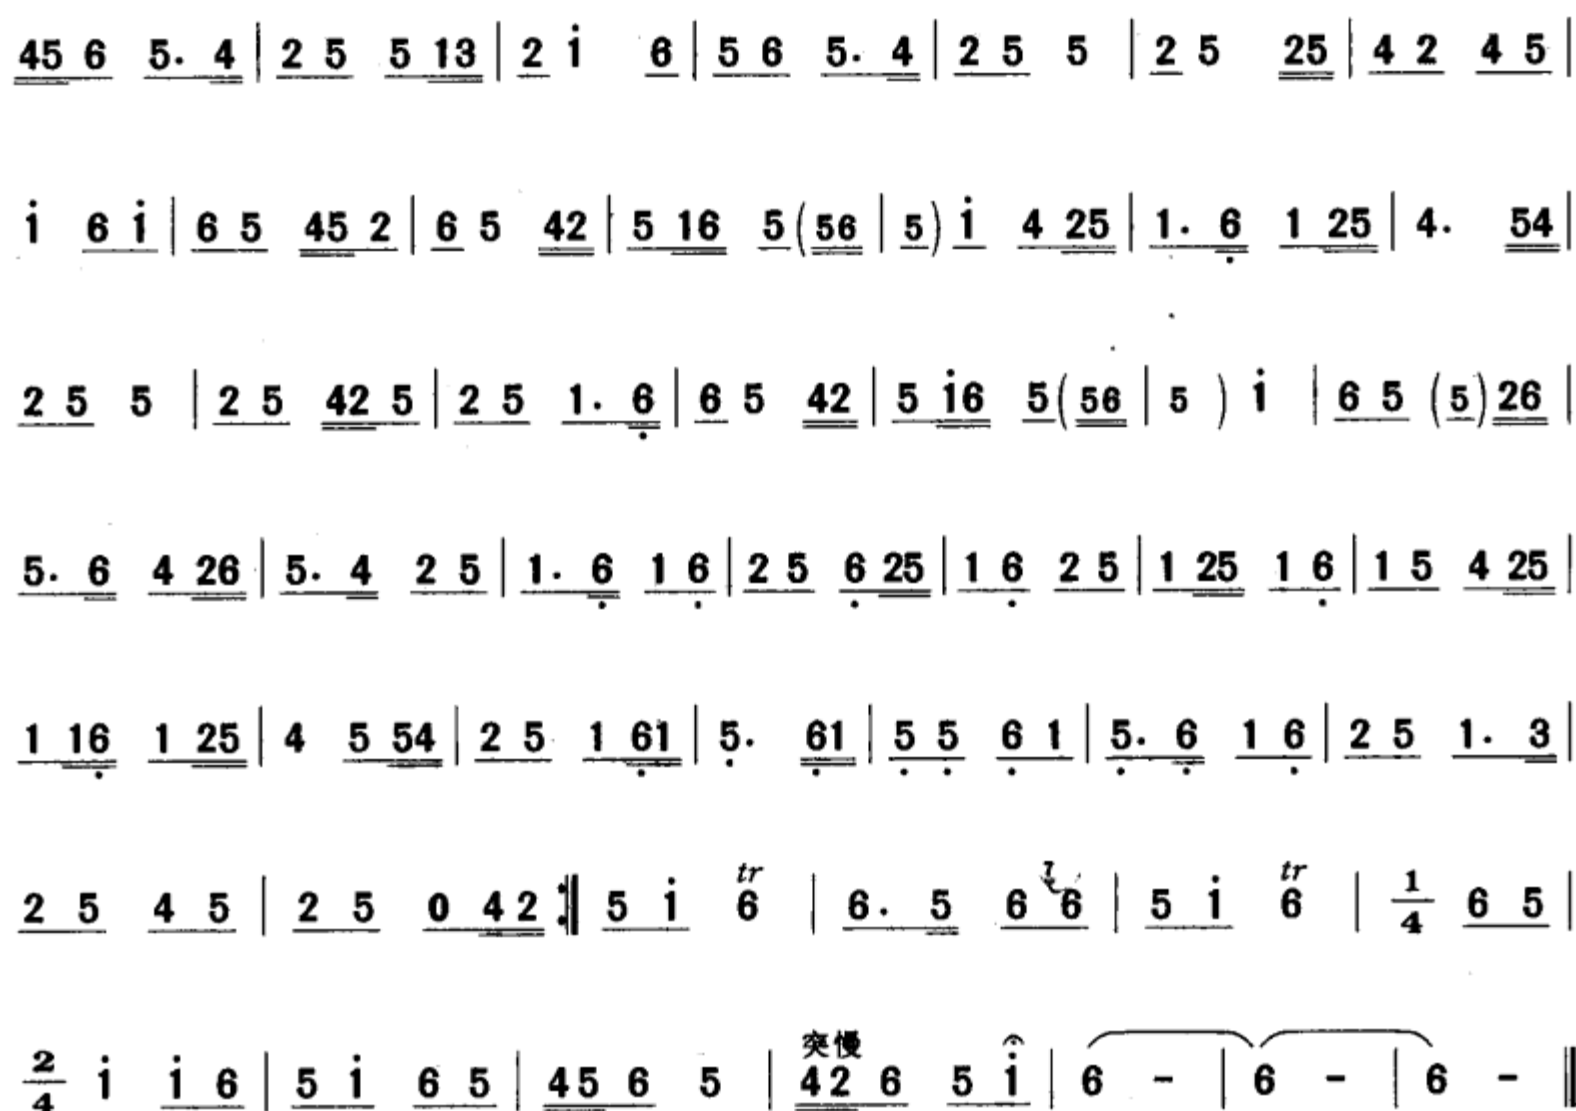 45 6 5. 4 | 2 5 5 13 | 2 i 6 | 5 6 5. 4 | 2 5 5 | 2 5 25 | 4 2 4 5 |
i 6 i | 6 5 45 2 | 6 5 42 | 5 16 5 (56 | 5) i 4 25 | 1. 6 1 25 | 4. 54 |
2 5 5 | 2 5 42 5 | 2 5 1. 6 | 6 5 42 | 5 i6 5 (56 | 5 ) i | 6 5 (5) 26 |
5. 6 4 26 | 5. 4 2 5 | 1. 6 1 6 | 2 5 6 25 | 1 6 2 5 | 1 25 1 6 | 1 5 4 25 |
1 16 1 25 | 4 5 54 | 2 5 1 61 | 5. 61 | 5 5 6 1 | 5. 6 1 6 | 2 5 1. 3 |
2 5 4 5 | 2 5 0 42 :‖ 5 i tr 6 | 6. 5 6 6 | 5 i tr 6 | 1/4 6 5 |
突慢
2/4 i i 6 | 5 i 6 5 | 45 6 5 | 42 6 5 i | 6 - | 6 - | 6 - ‖